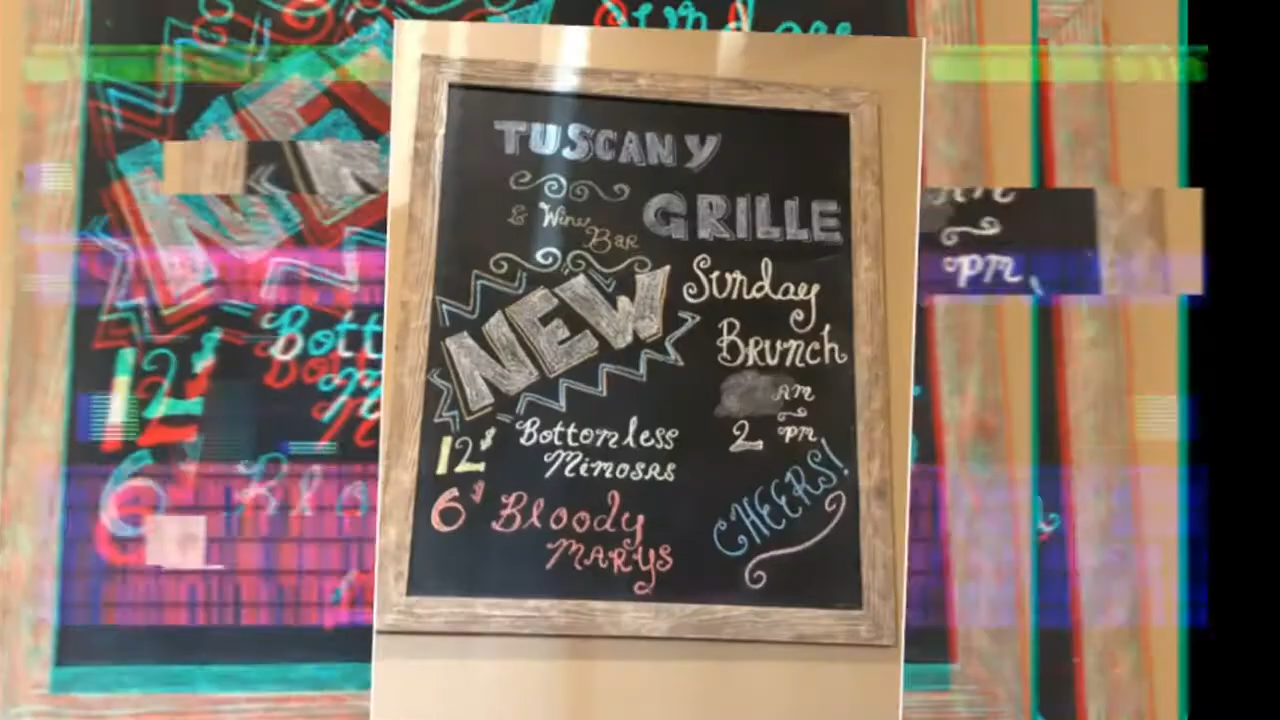 TUSCANY
GRILLE
& Wine
Bar
NEW
Sunday
Brunch
AM
2 PM
12$ Bottomless
Mimosas
6$ Bloody
MARYS
CHEERS!